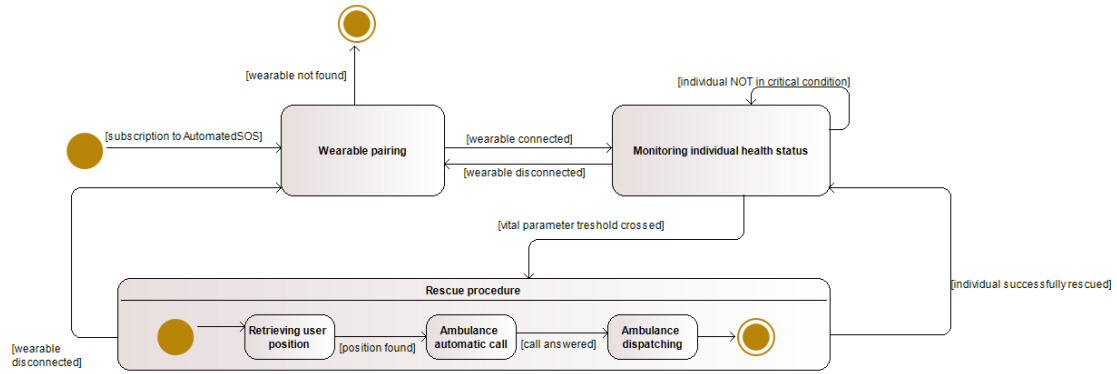 [wearable not found]
[individual NOT in critical condition]
[subscription to AutomatedSOS]
Wearable pairing
[wearable connected]
[wearable disconnected]
Monitoring individual health status
[vital parameter treshold crossed]
Rescue procedure
[individual successfully rescued]
Retrieving user
position
[position found]
Ambulance
automatic call
[call answered]
Ambulance
dispatching
[wearable
disconnected]